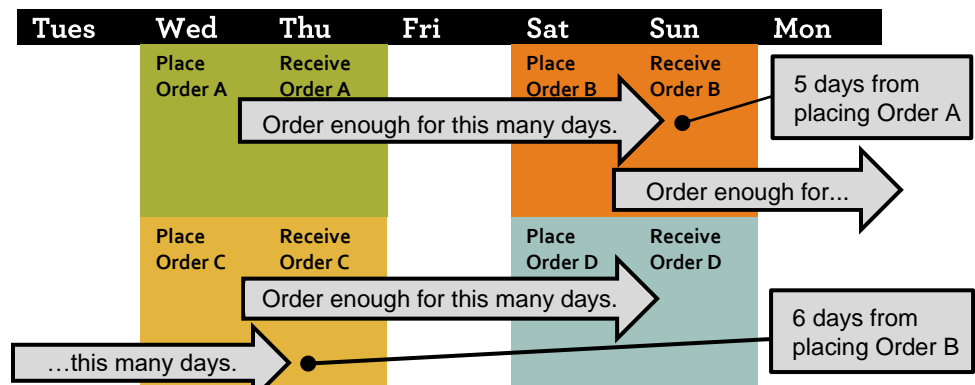 Tues Wed Thu Fri Sat Sun Mon
Place
Order A
Receive
Order A
Place
Order B
Receive
Order B
5 days from
placing Order A
Order enough for this many days.
Order enough for...
Place
Order C
Receive
Order C
Place
Order D
Receive
Order D
Order enough for this many days.
6 days from
placing Order B
…this many days.